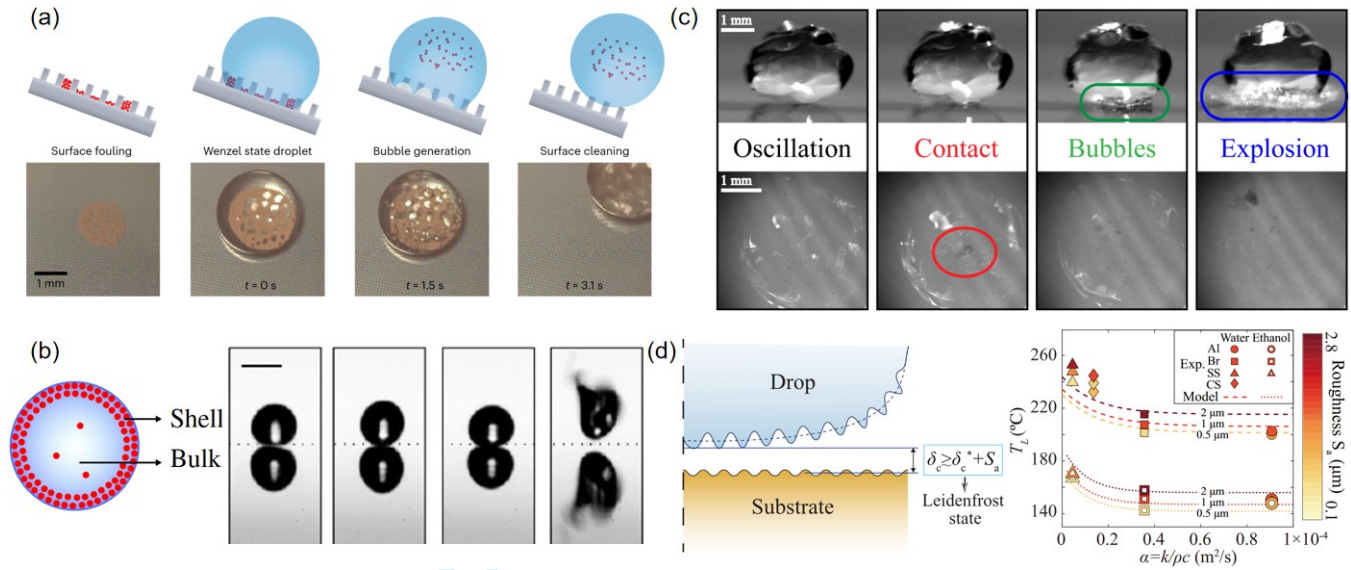 (a)
Surface fouling
Wenzel state droplet
Bubble generation
Surface cleaning
1 mm
t = 0 s
t = 1.5 s
t = 3.1 s
(b)
Shell
Bulk
(c)
1 mm
Oscillation
Contact
Bubbles
Explosion
1 mm
(d)
Drop
Substrate
δc≳δc*+Sa
Leidenfrost
state
260
220
180
140
TL (ºC)
Water Ethanol
Al
Exp. Br
SS
CS
Model
2 μm
1 μm
0.5 μm
2 μm
1 μm
0.5 μm
0 0.2 0.4 0.6 0.8 1×10⁻⁴
α=k/ρc (m²/s)
2.8
Roughness Sa (μm)
0.1